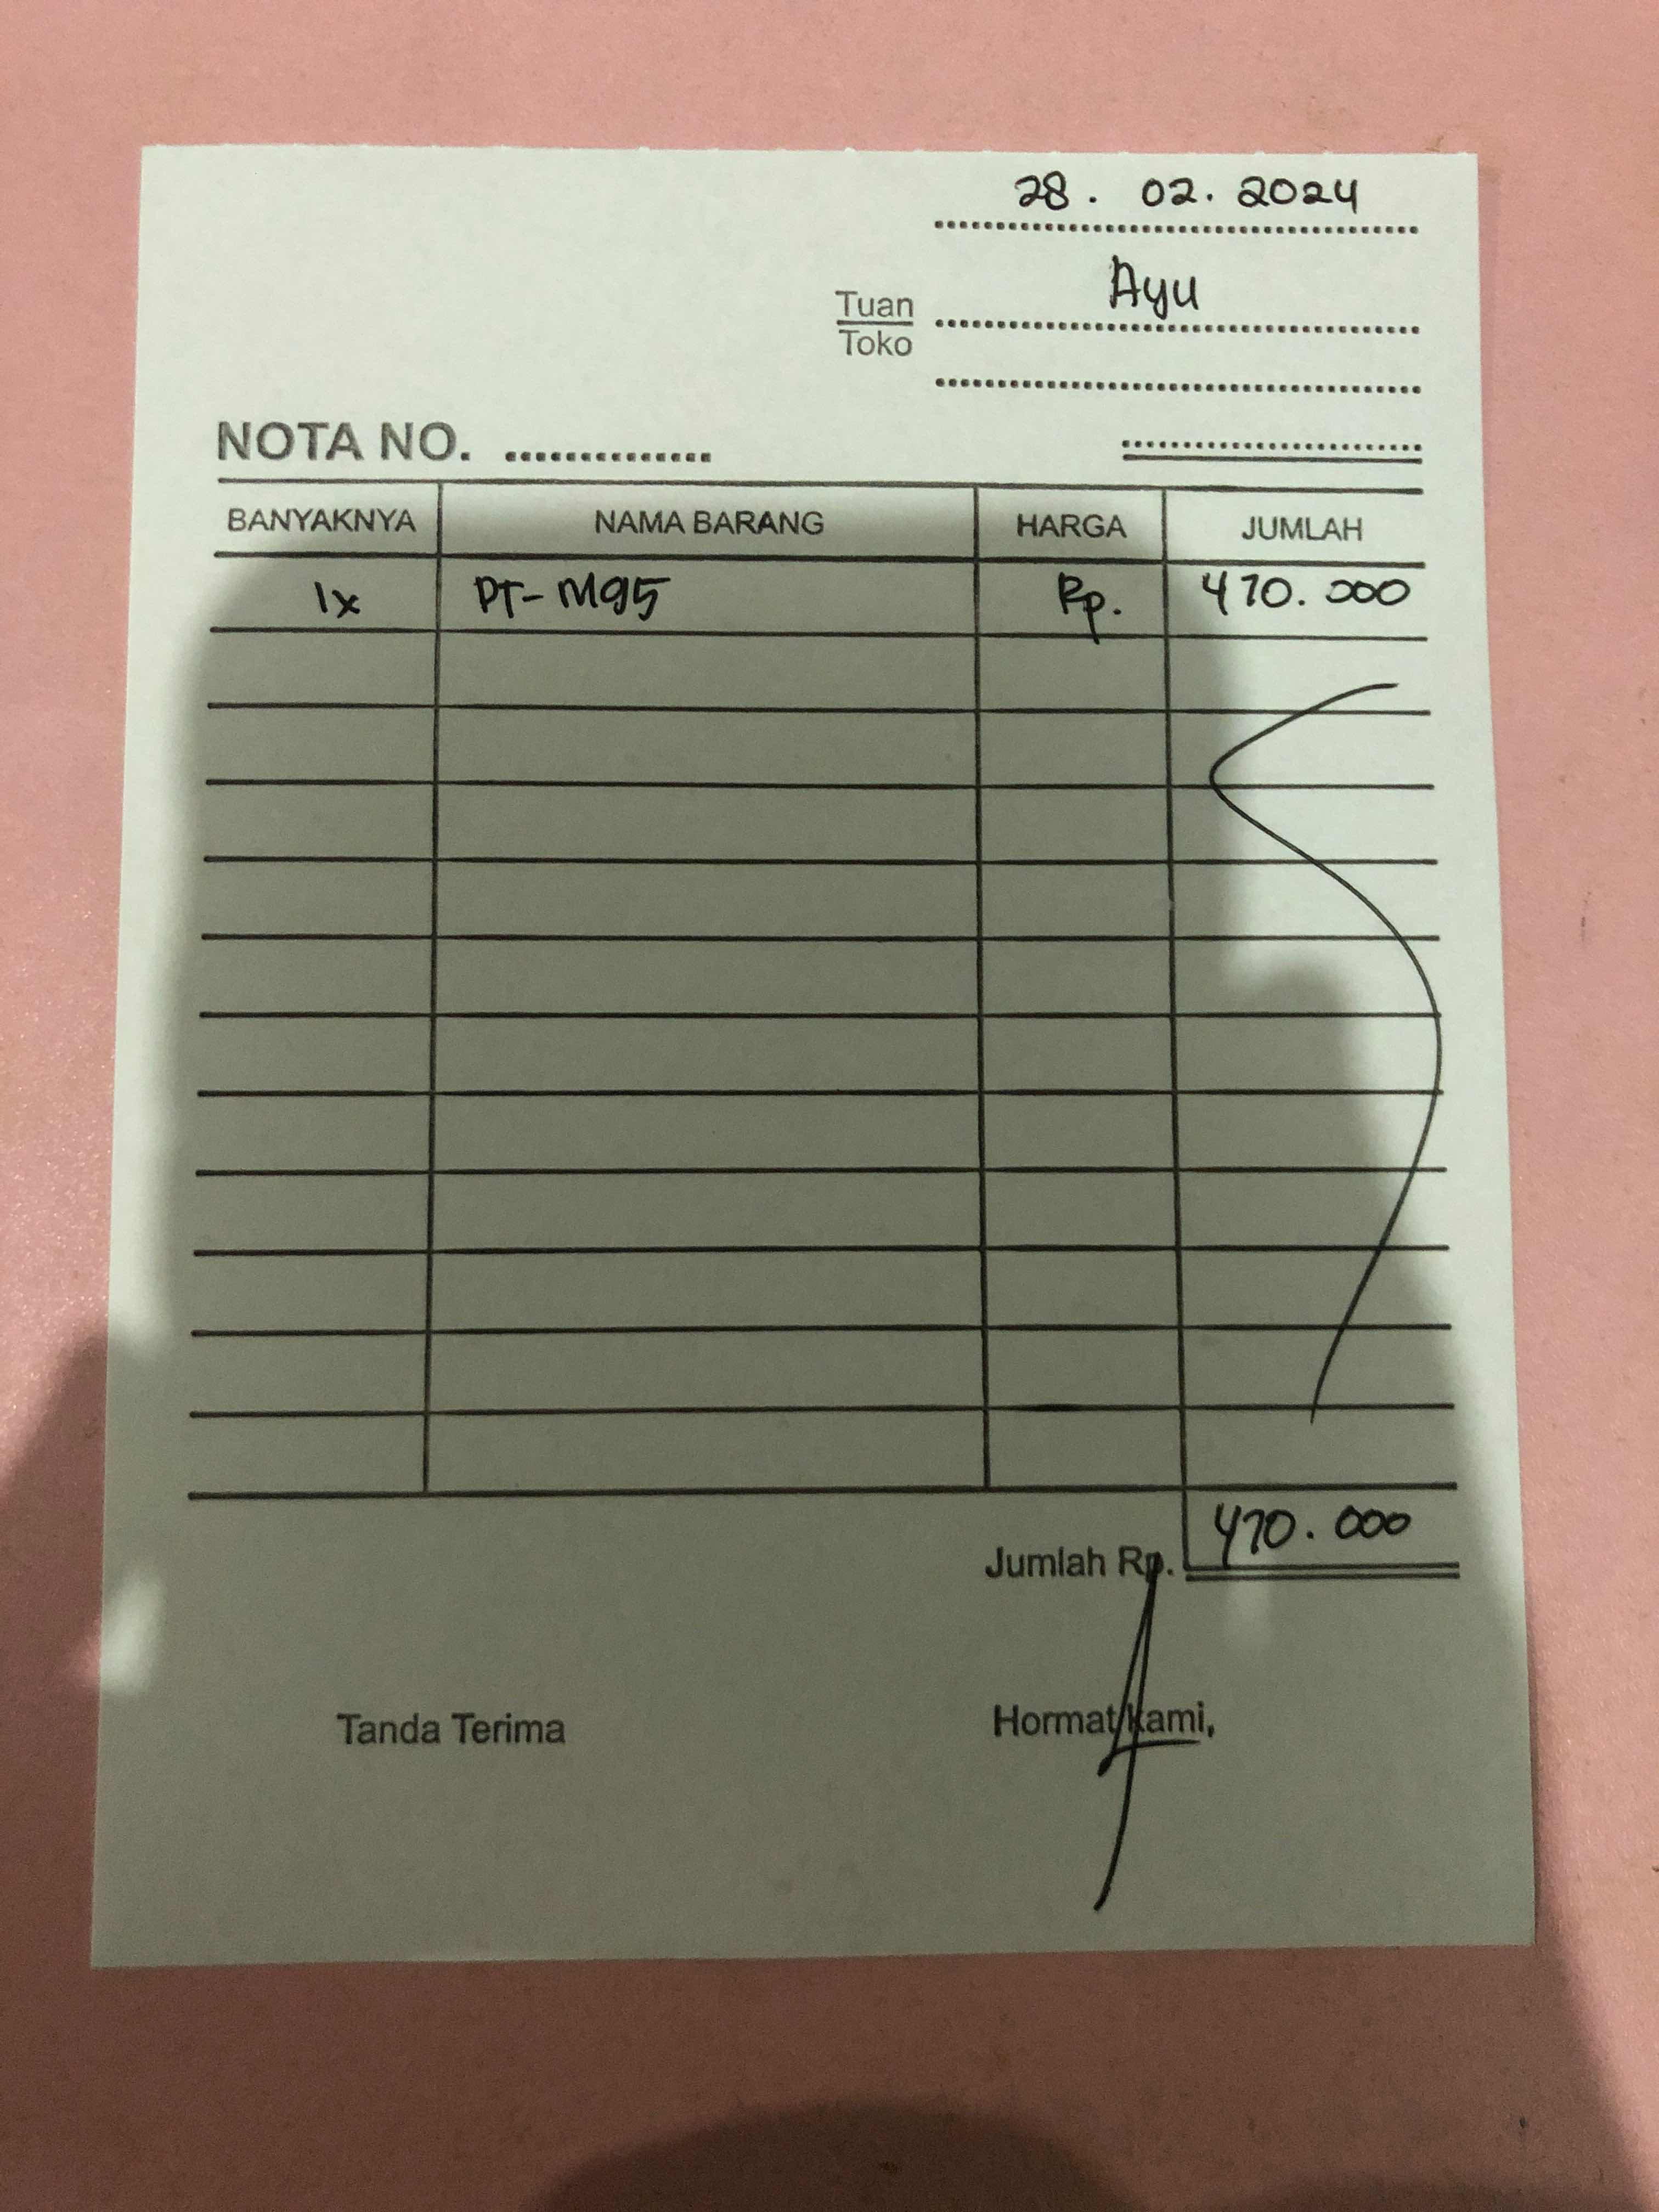 28. 02. 2024
Tuan Ayu
Toko
NOTA NO. ..............
BANYAKNYA NAMA BARANG HARGA JUMLAH
1x PT-M95 Rp. 470.000
Jumlah Rp. 470.000
Tanda Terima Hormat kami,